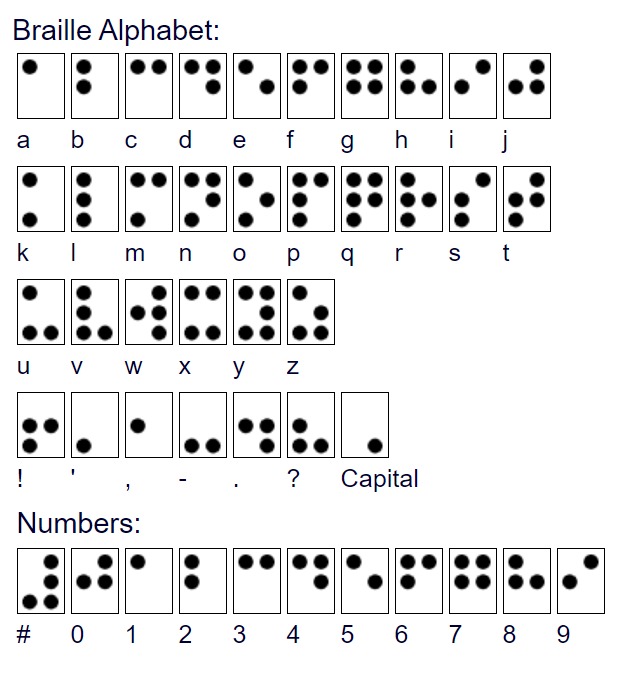 Braille Alphabet:
a b c d e f g h i j
k l m n o p q r s t
u v w x y z
! ' , - . ? Capital
Numbers:
# 0 1 2 3 4 5 6 7 8 9